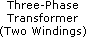 Three-Phase
Transformer
(Two Windings)